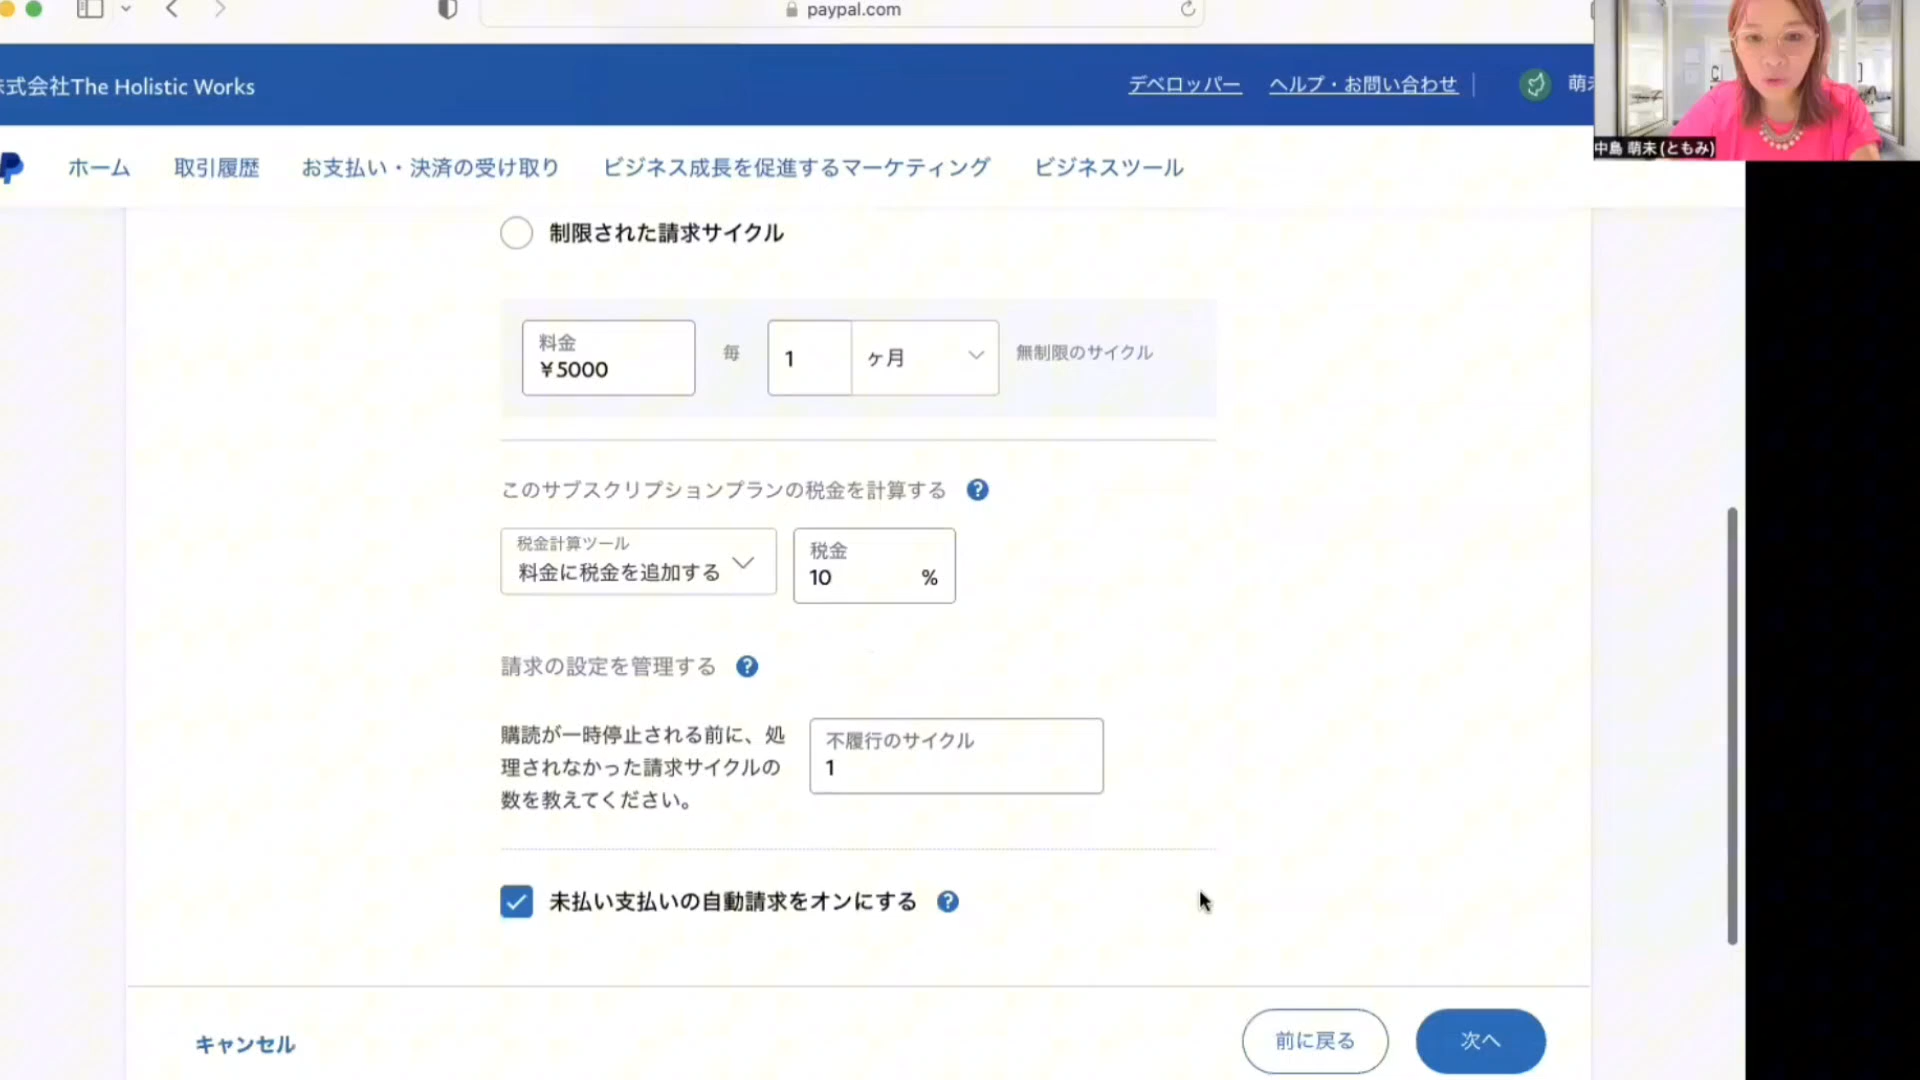 paypal.com
式会社The Holistic Works
デベロッパー ヘルプ・お問い合わせ 萌
中島 萌未(ともみ)
ホーム 取引履歴 お支払い・決済の受け取り ビジネス成長を促進するマーケティング ビジネスツール
制限された請求サイクル
料金
¥5000
毎 1 ヶ月 無制限のサイクル
このサブスクリプションプランの税金を計算する ?
税金計算ツール
料金に税金を追加する
税金
10 %
請求の設定を管理する ?
購読が一時停止される前に、処
理されなかった請求サイクルの
数を教えてください。
不履行のサイクル
1
未払い支払いの自動請求をオンにする ?
キャンセル 前に戻る 次へ